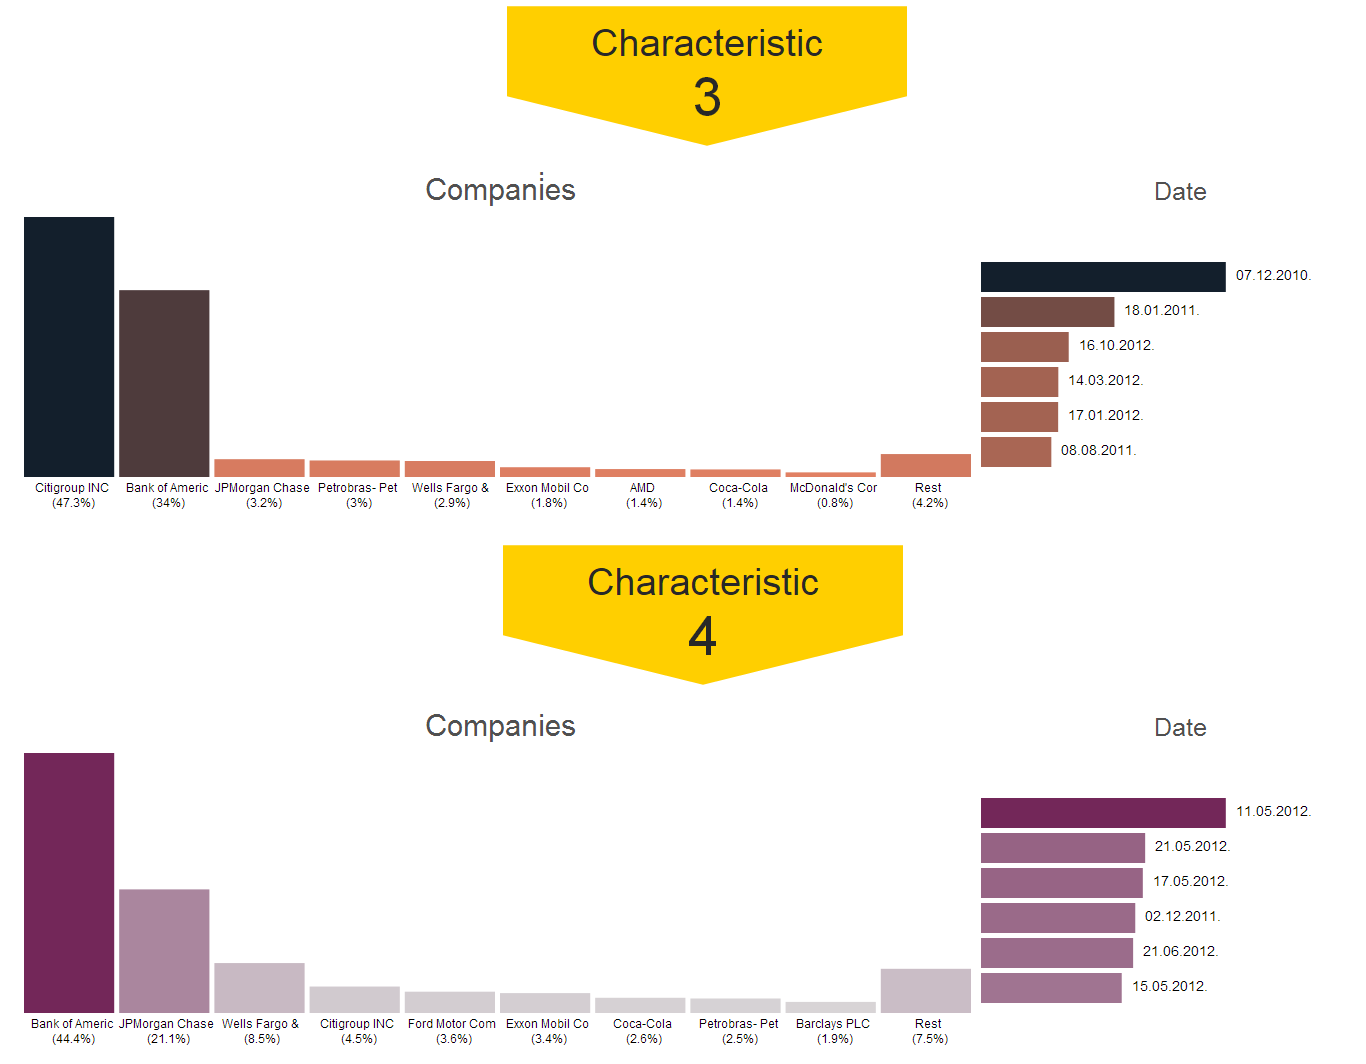 Characteristic
3
Companies
Date
07.12.2010.
18.01.2011.
16.10.2012.
14.03.2012.
17.01.2012.
08.08.2011.
Citigroup INC
(47.3%)
Bank of Americ
(34%)
JPMorgan Chase
(3.2%)
Petrobras- Pet
(3%)
Wells Fargo &
(2.9%)
Exxon Mobil Co
(1.8%)
AMD
(1.4%)
Coca-Cola
(1.4%)
McDonald's Cor
(0.8%)
Rest
(4.2%)
Characteristic
4
Companies
Date
11.05.2012.
21.05.2012.
17.05.2012.
02.12.2011.
21.06.2012.
15.05.2012.
Bank of Americ
(44.4%)
JPMorgan Chase
(21.1%)
Wells Fargo &
(8.5%)
Citigroup INC
(4.5%)
Ford Motor Com
(3.6%)
Exxon Mobil Co
(3.4%)
Coca-Cola
(2.6%)
Petrobras- Pet
(2.5%)
Barclays PLC
(1.9%)
Rest
(7.5%)